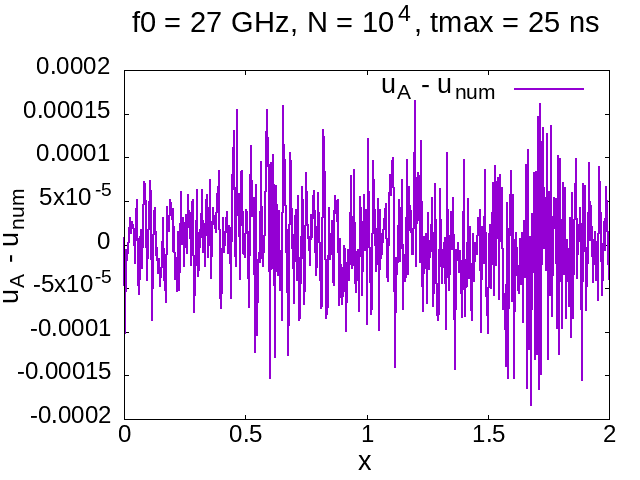 f0 = 27 GHz, N = 10^4, tmax = 25 ns
u_A - u_num
0.0002
0.00015
0.0001
5x10^-5
0
-5x10^-5
-0.0001
-0.00015
-0.0002
u_A - u_num
0 0.5 1 1.5 2
x